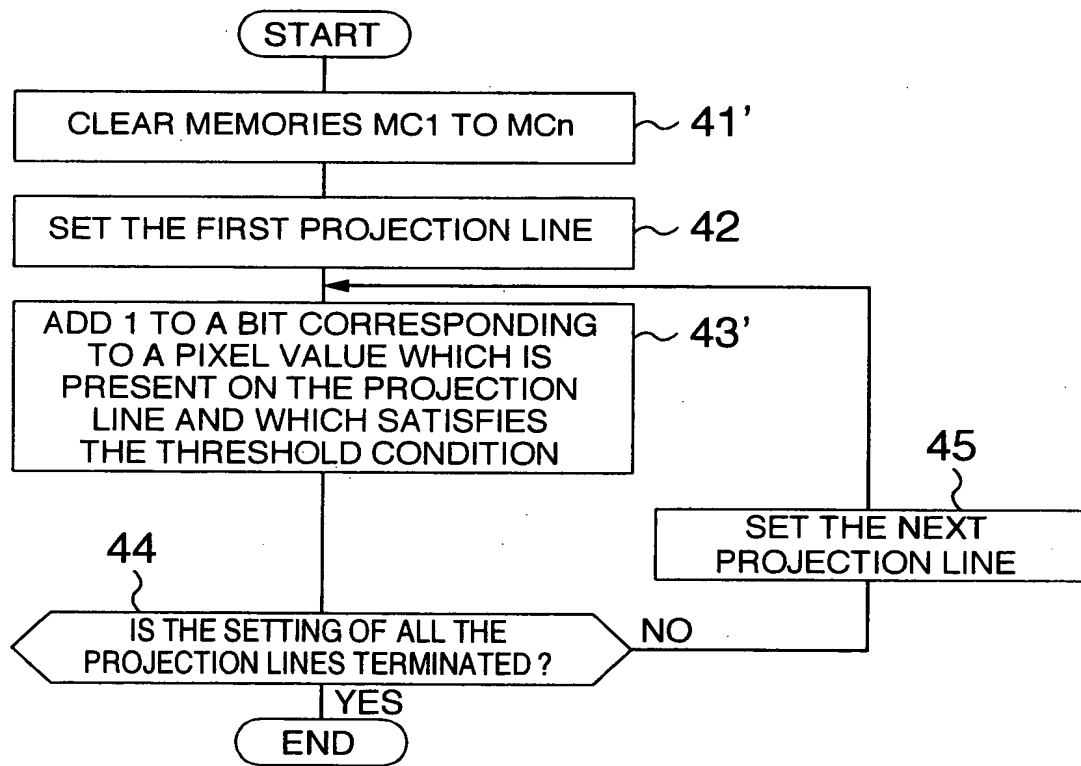 START
CLEAR MEMORIES MC1 TO MCn
41'
SET THE FIRST PROJECTION LINE
42
ADD 1 TO A BIT CORRESPONDING
TO A PIXEL VALUE WHICH IS
PRESENT ON THE PROJECTION
LINE AND WHICH SATISFIES
THE THRESHOLD CONDITION
43'
45
SET THE NEXT
PROJECTION LINE
44
IS THE SETTING OF ALL THE
PROJECTION LINES TERMINATED ?
NO
YES
END